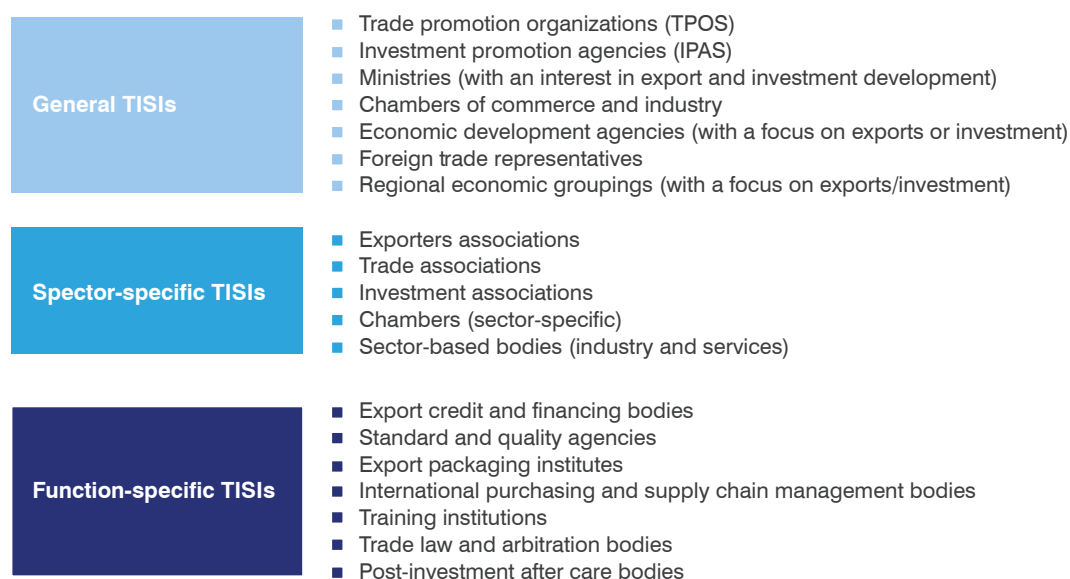 General TISIs
Trade promotion organizations (TPOS)
Investment promotion agencies (IPAS)
Ministries (with an interest in export and investment development)
Chambers of commerce and industry
Economic development agencies (with a focus on exports or investment)
Foreign trade representatives
Regional economic groupings (with a focus on exports/investment)
Spector-specific TISIs
Exporters associations
Trade associations
Investment associations
Chambers (sector-specific)
Sector-based bodies (industry and services)
Function-specific TISIs
Export credit and financing bodies
Standard and quality agencies
Export packaging institutes
International purchasing and supply chain management bodies
Training institutions
Trade law and arbitration bodies
Post-investment after care bodies